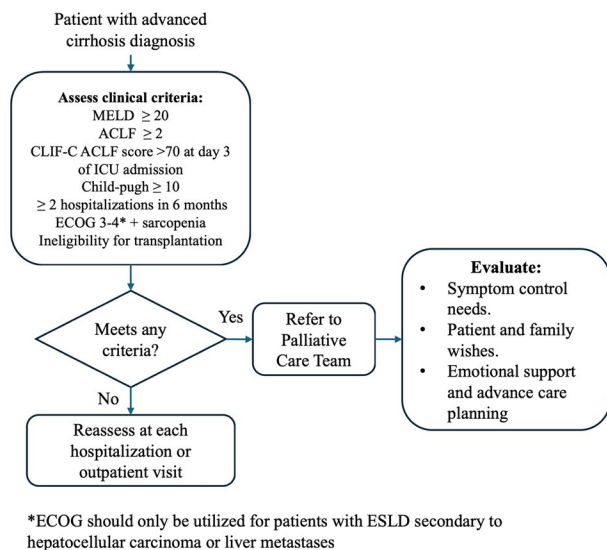 Patient with advanced
cirrhosis diagnosis
Assess clinical criteria:
MELD ≥ 20
ACLF ≥ 2
CLIF-C ACLF score >70 at day 3
of ICU admission
Child-pugh ≥ 10
≥ 2 hospitalizations in 6 months
ECOG 3-4* + sarcopenia
Ineligibility for transplantation
Meets any
criteria?
Yes
Refer to
Palliative
Care Team
Evaluate:
• Symptom control
needs.
• Patient and family
wishes.
• Emotional support
and advance care
planning
No
Reassess at each
hospitalization or
outpatient visit
*ECOG should only be utilized for patients with ESLD secondary to
hepatocellular carcinoma or liver metastases